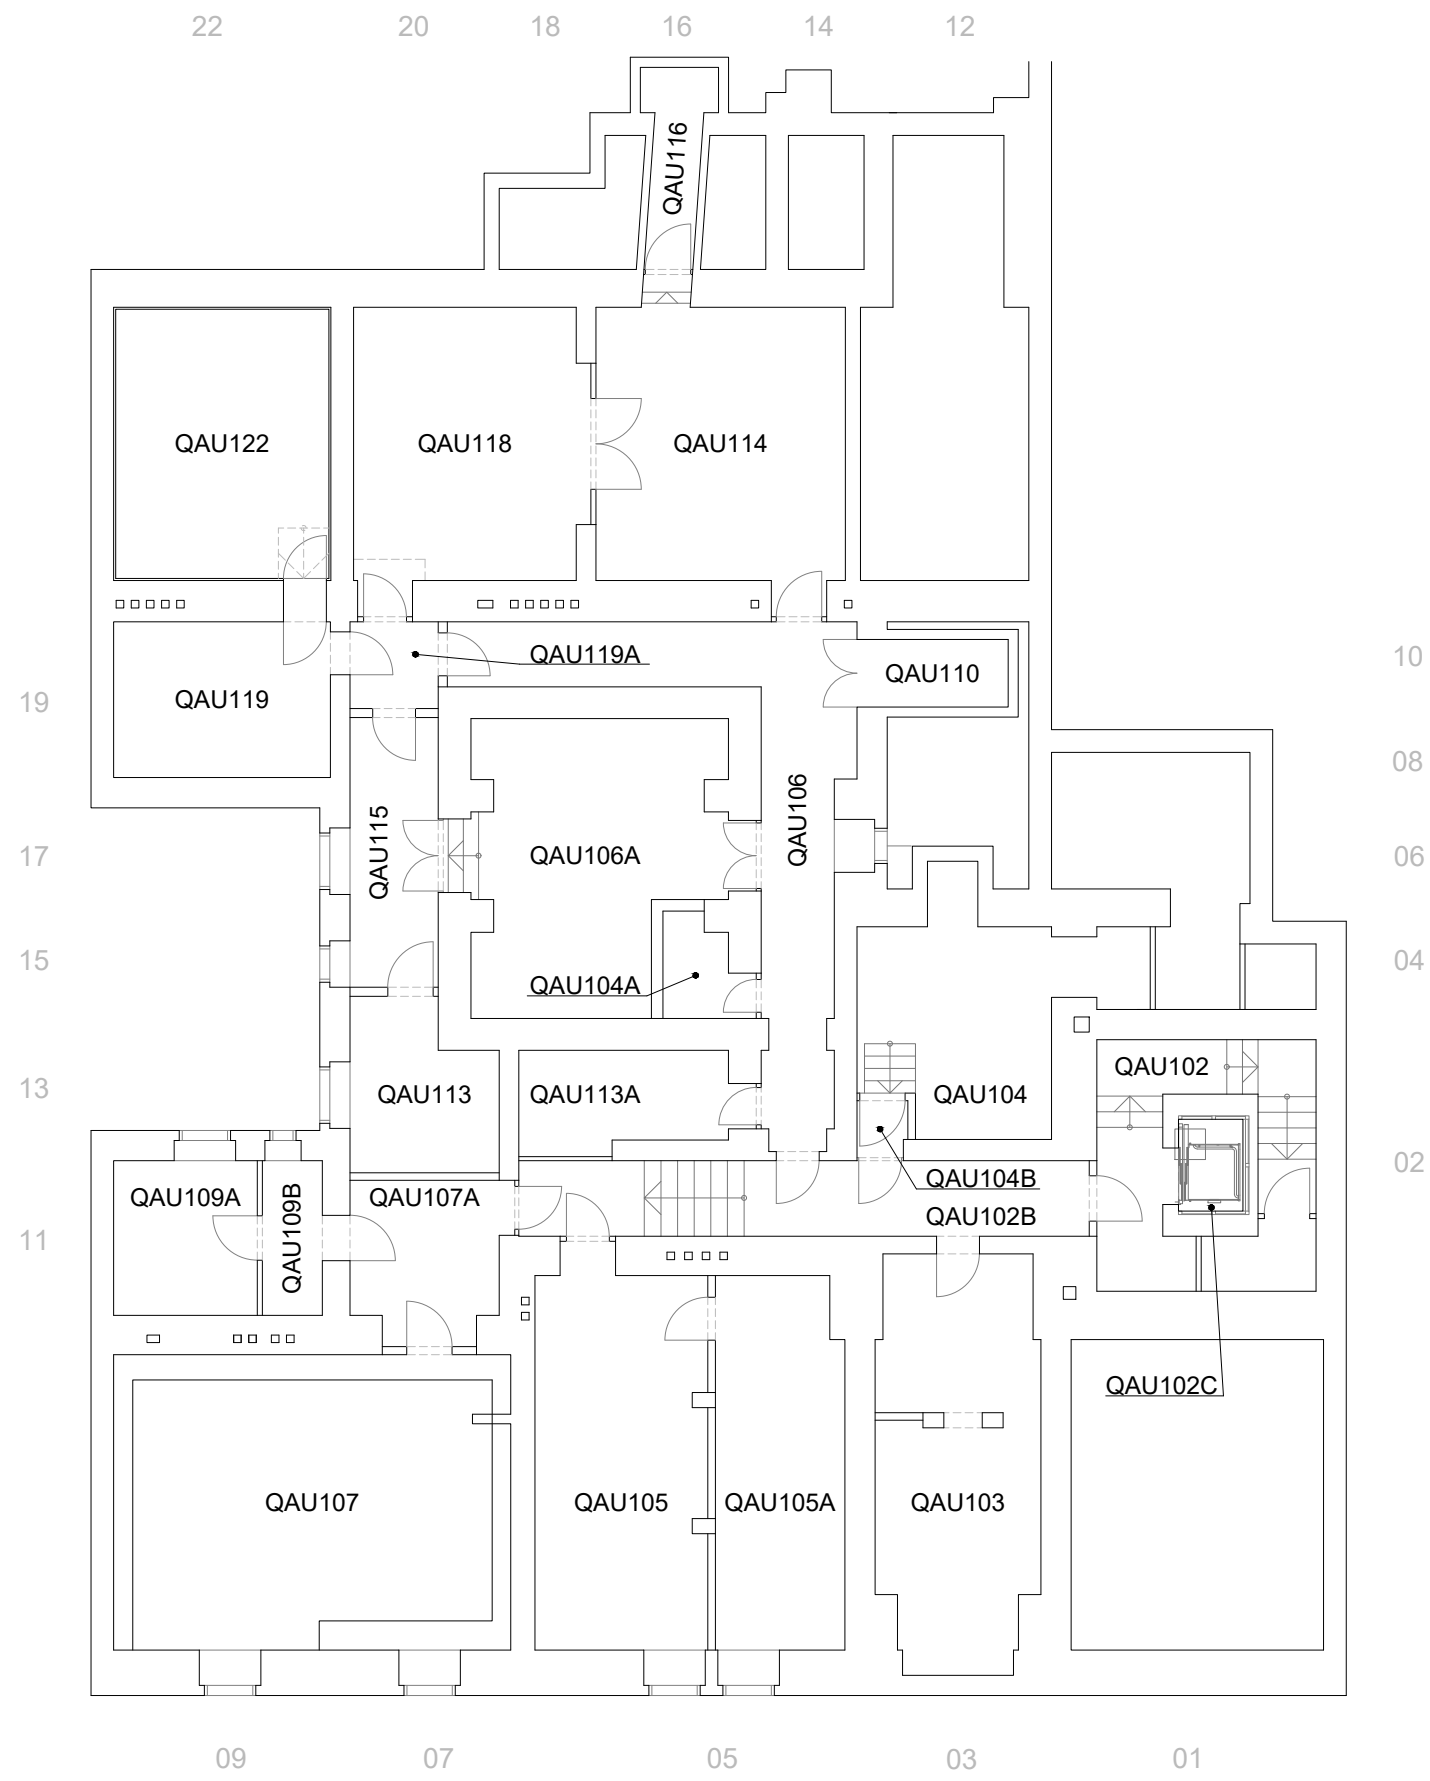 22 20 18 16 14 12
QAU116
QAU122 QAU118 QAU114
QAU119A
10
QAU110
19
QAU119
08
QAU106
QAU115
17
QAU106A
06
15
QAU104A
04
QAU102
13
QAU113 QAU113A QAU104
02
QAU104B
QAU109A QAU107A
QAU109B
QAU102B
11
QAU102C
QAU107 QAU105 QAU105A QAU103
09 07 05 03 01